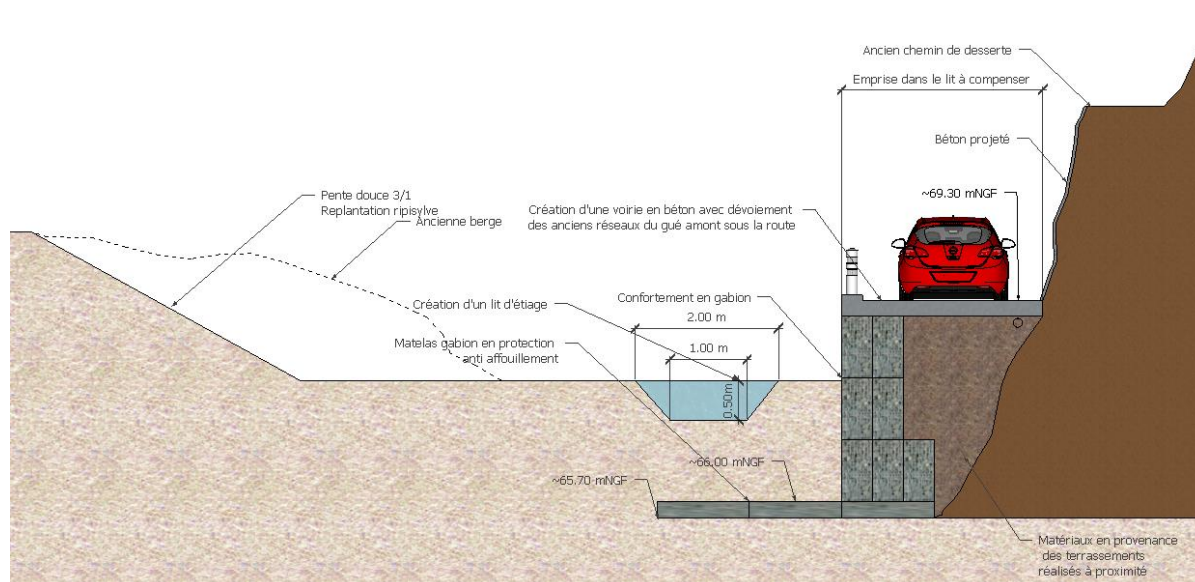 Ancien chemin de desserte
Emprise dans le lit à compenser
Béton projeté
~69.30 mNGF
Pente douce 3/1
Replantation ripisylve
Ancienne berge
Création d'une voirie en béton avec dévoiement
des anciens réseaux du gué amont sous la route
Création d'un lit d'étiage
Confortement en gabion
2.00 m
Matelas gabion en protection
anti affouillement
1.00 m
0.50m
~66.00 mNGF
~65.70 mNGF
Matériaux en provenance
des terrassements
réalisés à proximité